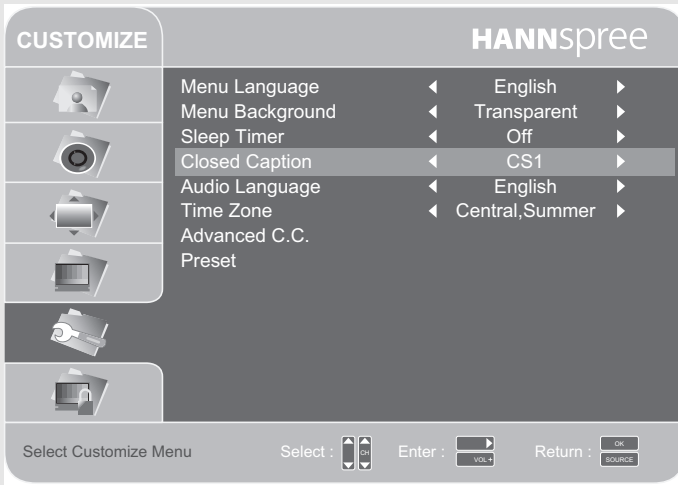 CUSTOMIZE
HANNspree
Menu Language English
Menu Background Transparent
Sleep Timer Off
Closed Caption CS1
Audio Language English
Time Zone Central,Summer
Advanced C.C.
Preset
Select Customize Menu Select : CH Enter : VOL+ Return : OK SOURCE